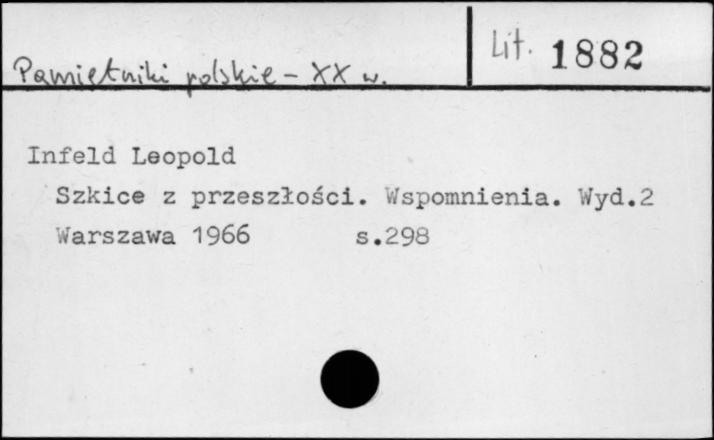 Pamiętniki polskie - XX w.
Lit. 1882
Infeld Leopold
Szkice z przeszłości. Wspomnienia. Wyd.2
Warszawa 1966 s.298